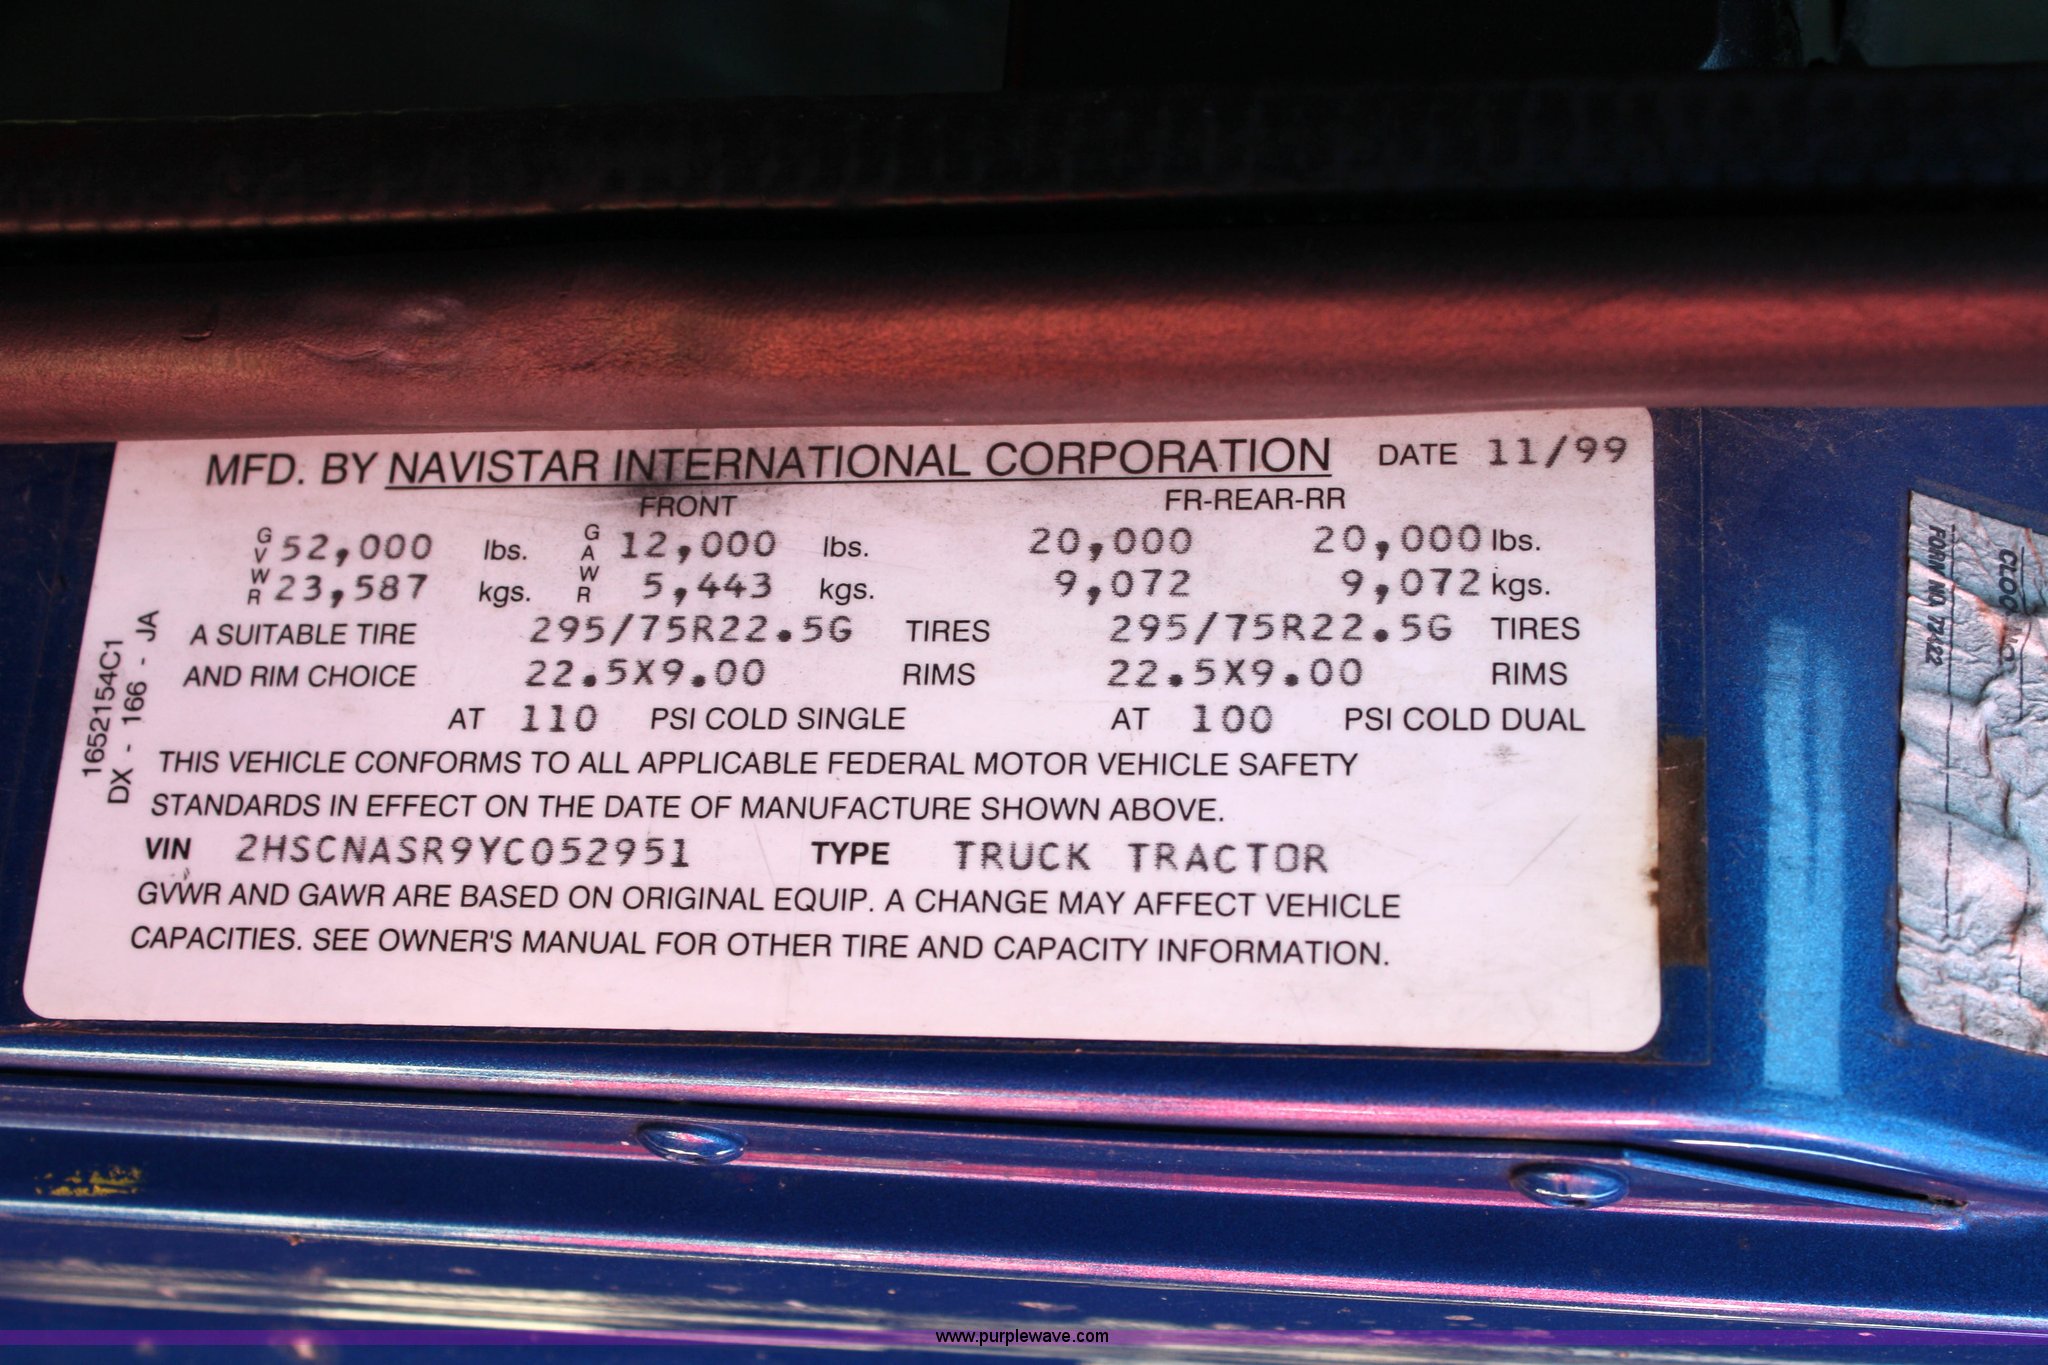 MFD. BY NAVISTAR INTERNATIONAL CORPORATION DATE 11/99
FRONT FR-REAR-RR
GVWR 52,000 lbs. GAWR 12,000 lbs. 20,000 20,000 lbs.
23,587 kgs. 5,443 kgs. 9,072 9,072 kgs.
A SUITABLE TIRE 295/75R22.5G TIRES 295/75R22.5G TIRES
AND RIM CHOICE 22.5X9.00 RIMS 22.5X9.00 RIMS
AT 110 PSI COLD SINGLE AT 100 PSI COLD DUAL
THIS VEHICLE CONFORMS TO ALL APPLICABLE FEDERAL MOTOR VEHICLE SAFETY
STANDARDS IN EFFECT ON THE DATE OF MANUFACTURE SHOWN ABOVE.
VIN 2HSCNASR9YC052951 TYPE TRUCK TRACTOR
GVWR AND GAWR ARE BASED ON ORIGINAL EQUIP. A CHANGE MAY AFFECT VEHICLE
CAPACITIES. SEE OWNER'S MANUAL FOR OTHER TIRE AND CAPACITY INFORMATION.
1652154C1
DX - 166 - JA
FORM NO.
www.purplewave.com